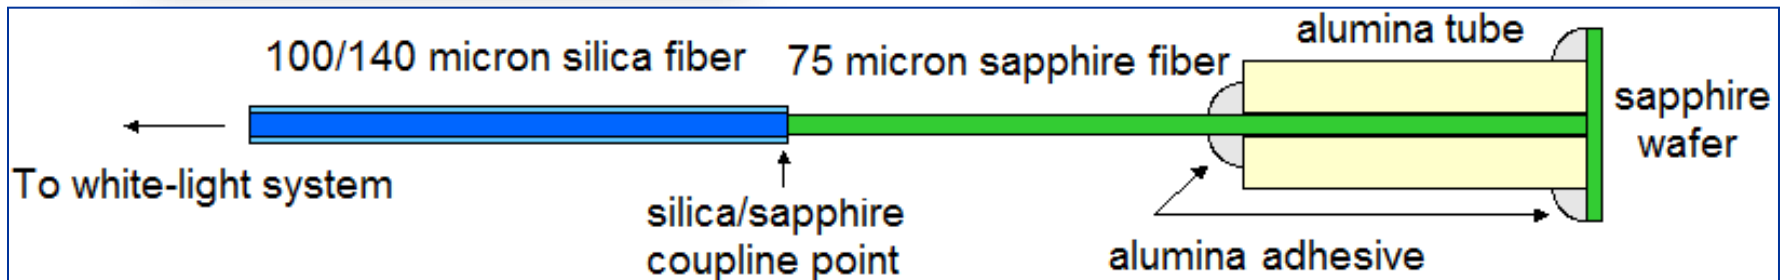 100/140 micron silica fiber
75 micron sapphire fiber
alumina tube
sapphire
wafer
To white-light system
silica/sapphire
coupline point
alumina adhesive